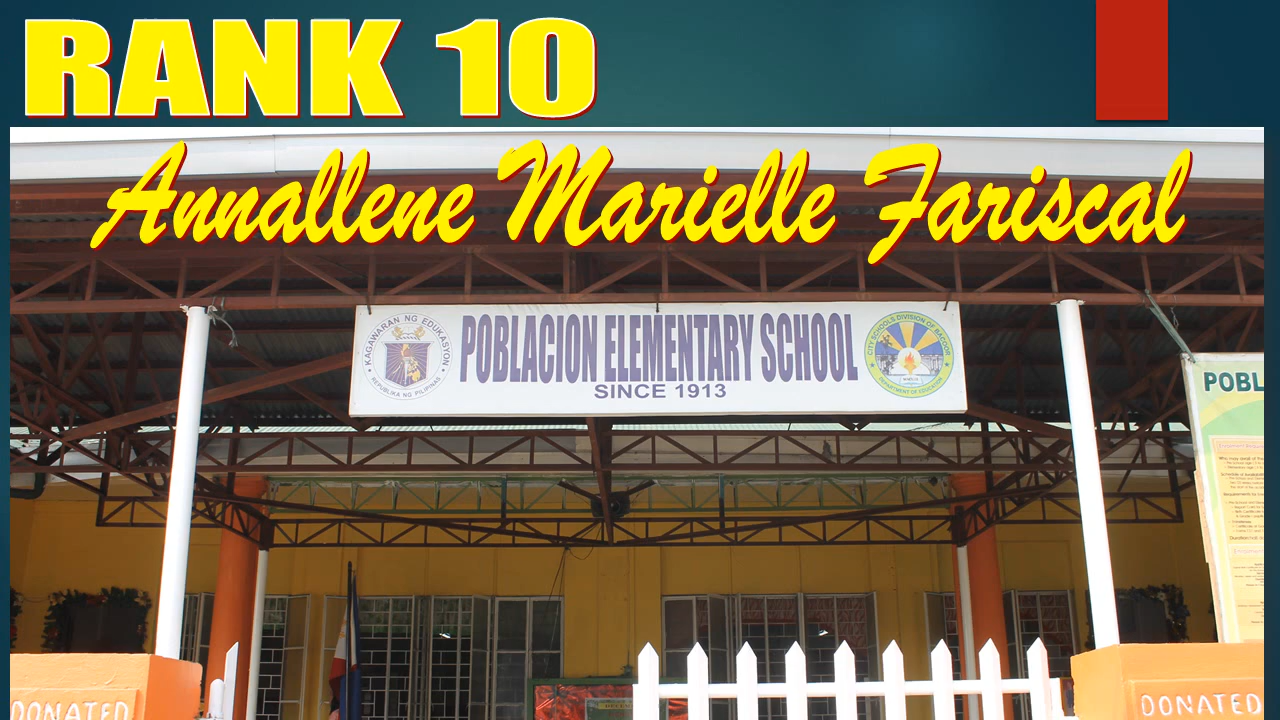 RANK 10
Annallene Marielle Fariscal
KAGAWARAN NG EDUKASYON
REPUBLIKA NG PILIPINAS
POBLACION ELEMENTARY SCHOOL
SINCE 1913
CITY SCHOOLS DIVISION OF BACOOR
DEPARTMENT OF EDUCATION
POBL
DONATED
DONATED